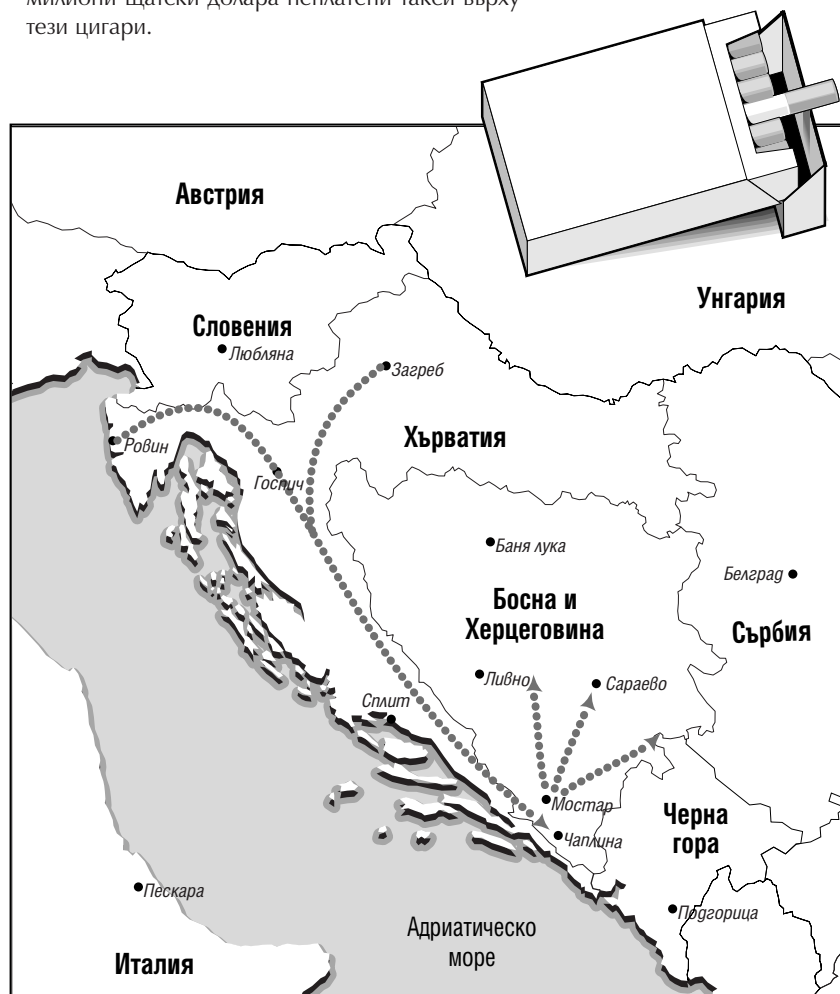 милиони щатски долара неплатени такси върху
тези цигари.
Австрия
Унгария
Словения
Любляна
Загреб
Ровин
Хърватия
Госпич
Баня лука
Белград
Босна и
Херцеговина
Сърбия
Ливно
Сараево
Сплит
Мостар
Черна
гора
Чаплина
Пескара
Подгорица
Адриатическо
море
Италия